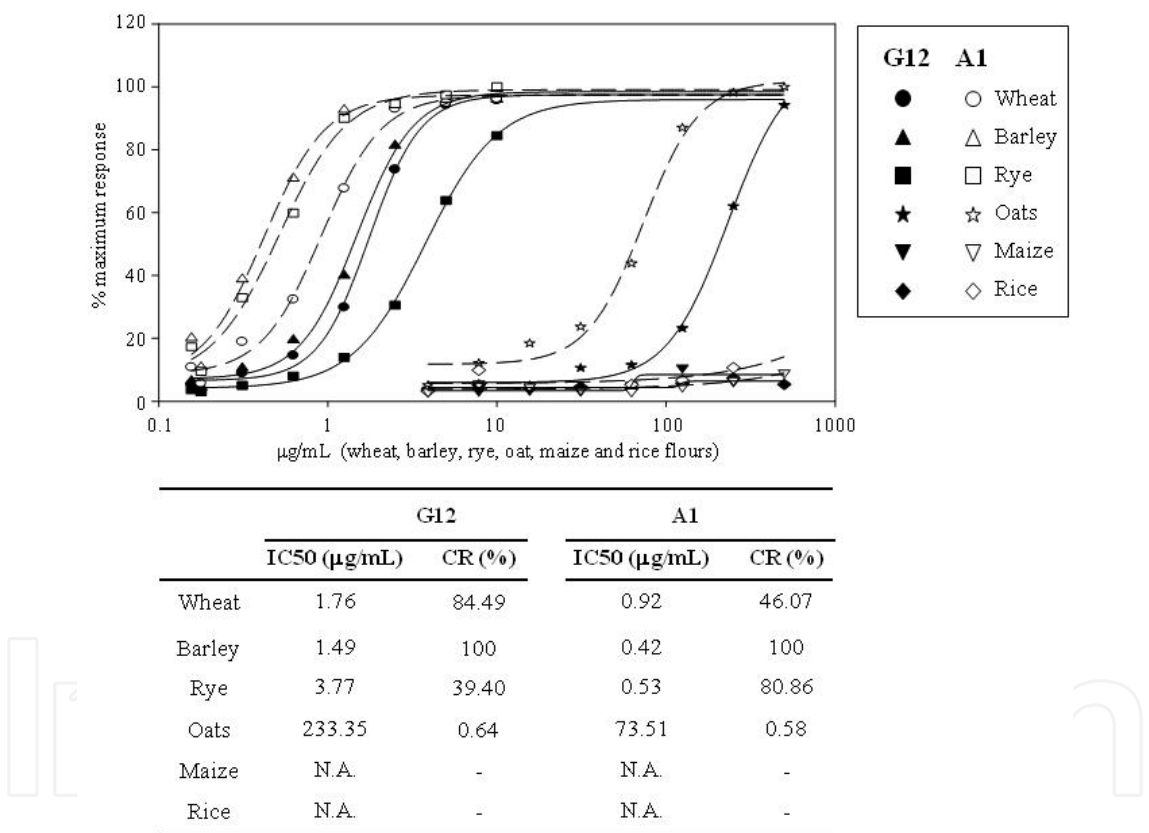 120
100
80
60
40
20
0
% maximum response
0.1 1 10 100 1000
µg/mL (wheat, barley, rye, oat, maize and rice flours)
G12 A1
Wheat
Barley
Rye
Oats
Maize
Rice
G12 A1
IC50 (µg/mL) CR (%) IC50 (µg/mL) CR (%)
Wheat 1.76 84.49 0.92 46.07
Barley 1.49 100 0.42 100
Rye 3.77 39.40 0.53 80.86
Oats 233.35 0.64 73.51 0.58
Maize N.A. - N.A. -
Rice N.A. - N.A. -